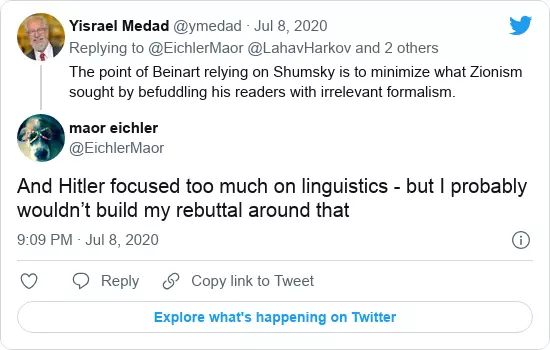 Yisrael Medad @ymedad · Jul 8, 2020
Replying to @EichlerMaor @LahavHarkov and 2 others
The point of Beinart relying on Shumsky is to minimize what Zionism
sought by befuddling his readers with irrelevant formalism.
maor eichler
@EichlerMaor
And Hitler focused too much on linguistics - but I probably
wouldn’t build my rebuttal around that
9:09 PM · Jul 8, 2020
Reply
Copy link to Tweet
Explore what's happening on Twitter